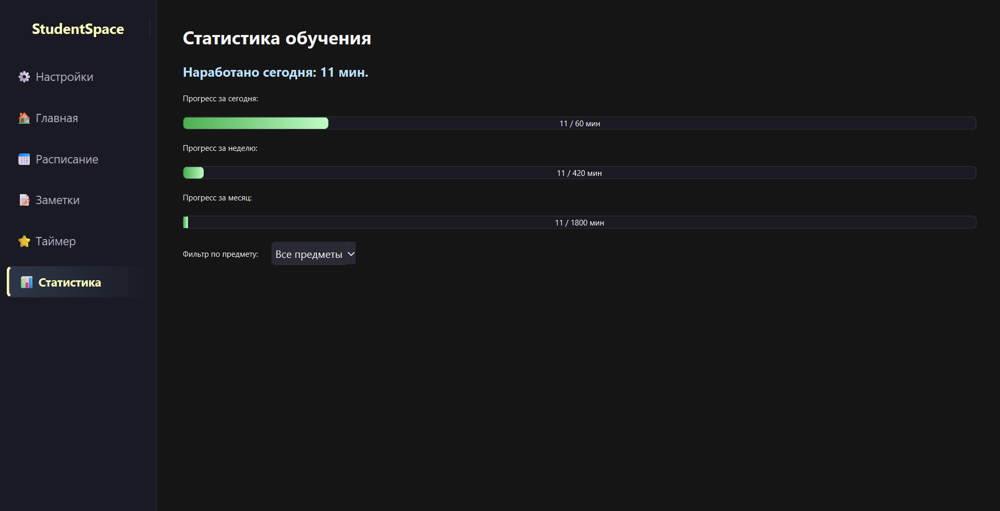 StudentSpace
Настройки
Главная
Расписание
Заметки
Таймер
Статистика
Статистика обучения
Наработано сегодня: 11 мин.
Прогресс за сегодня:
11 / 60 мин
Прогресс за неделю:
11 / 420 мин
Прогресс за месяц:
11 / 1800 мин
Фильтр по предмету: Все предметы